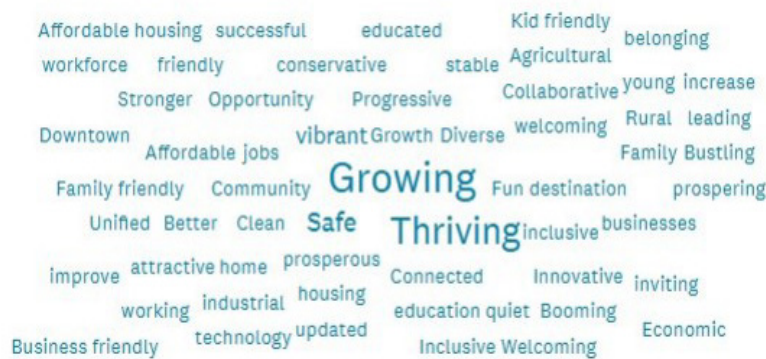 Affordable housing successful educated Kid friendly belonging
workforce friendly conservative stable Agricultural
Stronger Opportunity Progressive Collaborative young increase
Downtown vibrant Growth Diverse welcoming Rural leading
Affordable jobs Family Bustling
Family friendly Community Growing Fun destination prospering
Unified Better Clean Safe Thriving inclusive businesses
improve attractive home prosperous Connected Innovative inviting
working industrial housing education quiet Booming
Business friendly technology updated Inclusive Welcoming Economic